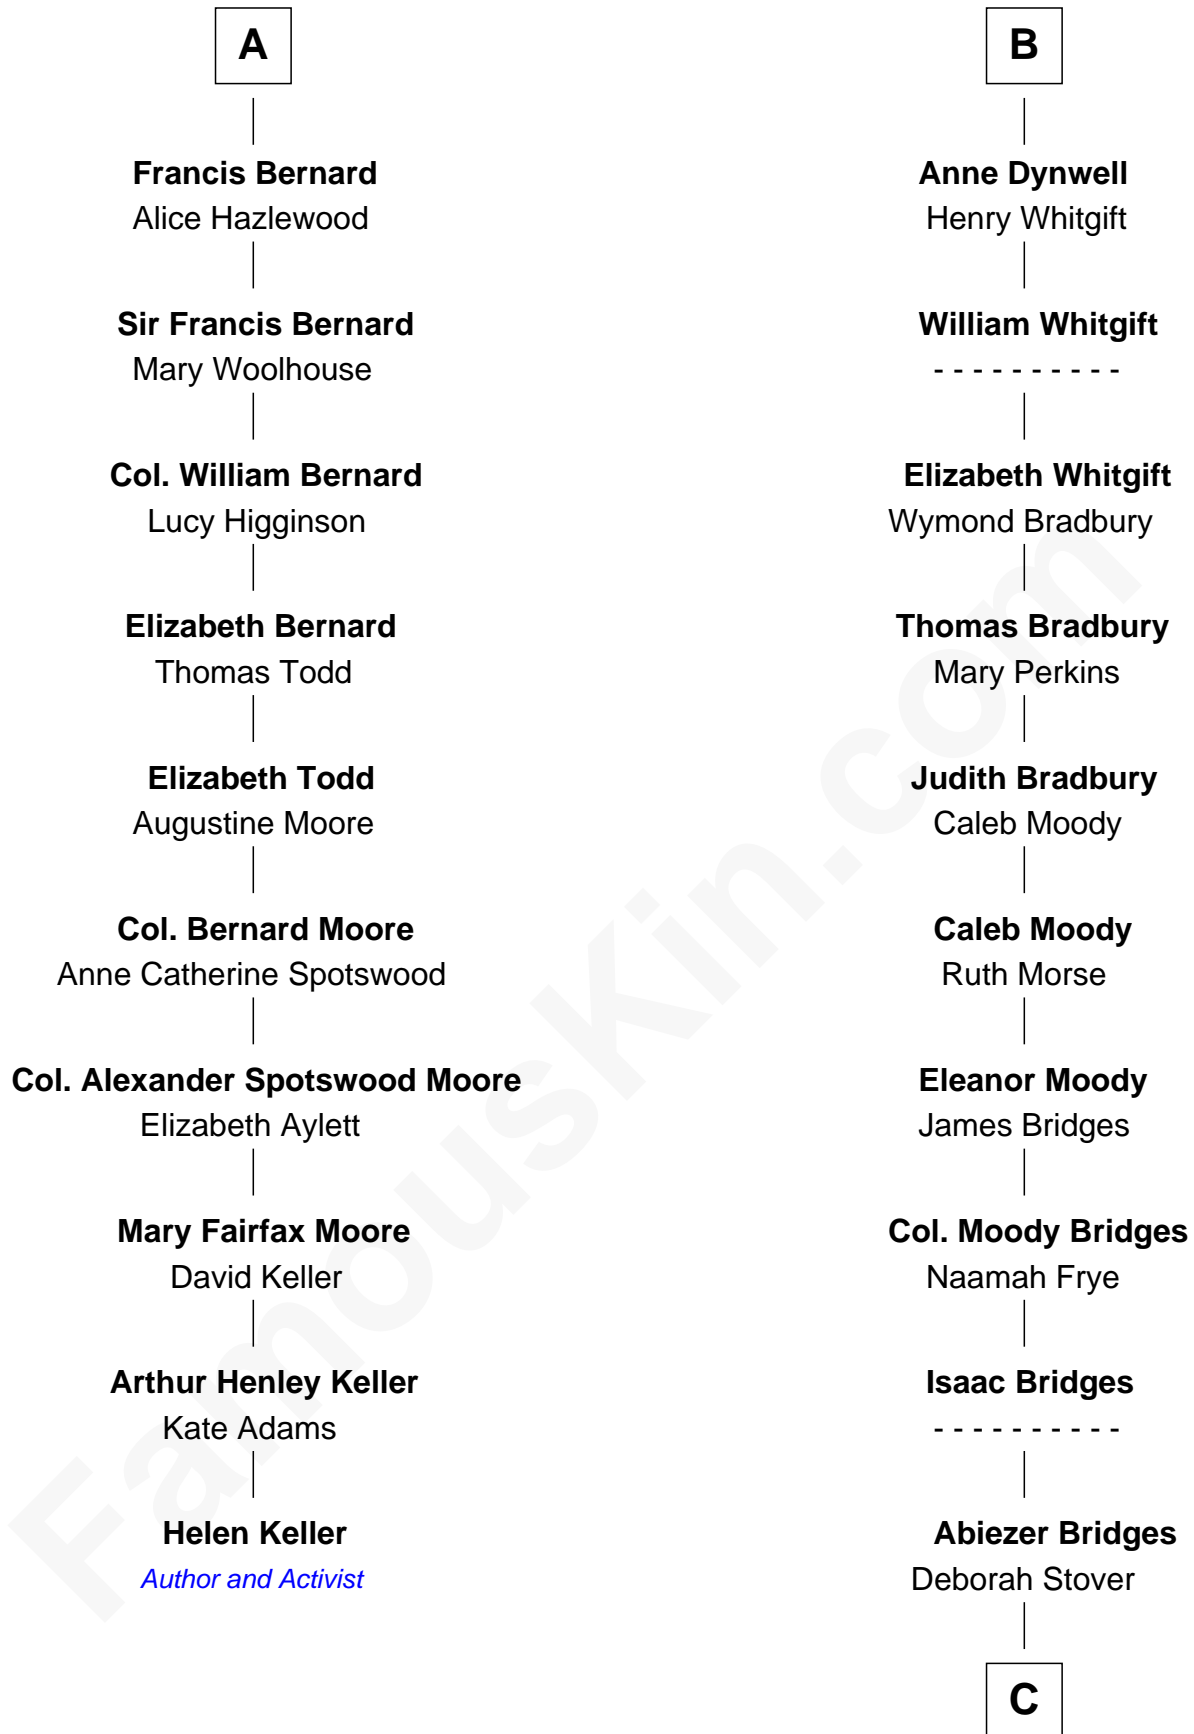 A
Francis Bernard
Alice Hazlewood
Sir Francis Bernard
Mary Woolhouse
Col. William Bernard
Lucy Higginson
Elizabeth Bernard
Thomas Todd
Elizabeth Todd
Augustine Moore
Col. Bernard Moore
Anne Catherine Spotswood
Col. Alexander Spotswood Moore
Elizabeth Aylett
Mary Fairfax Moore
David Keller
Arthur Henley Keller
Kate Adams
Helen Keller
Author and Activist
B
Anne Dynwell
Henry Whitgift
William Whitgift
- - - - - - - - - -
Elizabeth Whitgift
Wymond Bradbury
Thomas Bradbury
Mary Perkins
Judith Bradbury
Caleb Moody
Caleb Moody
Ruth Morse
Eleanor Moody
James Bridges
Col. Moody Bridges
Naamah Frye
Isaac Bridges
- - - - - - - - - -
Abiezer Bridges
Deborah Stover
C
FamousKin.com